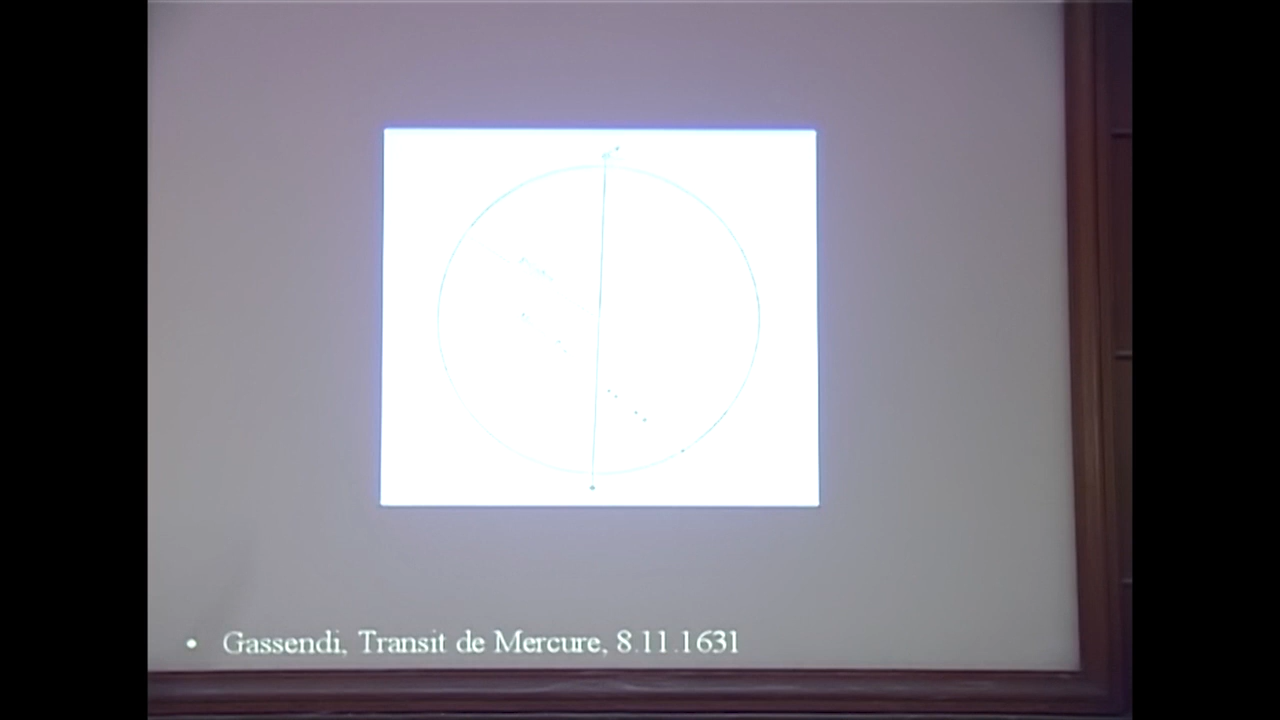 • Gassendi, Transit de Mercure, 8.11.1631